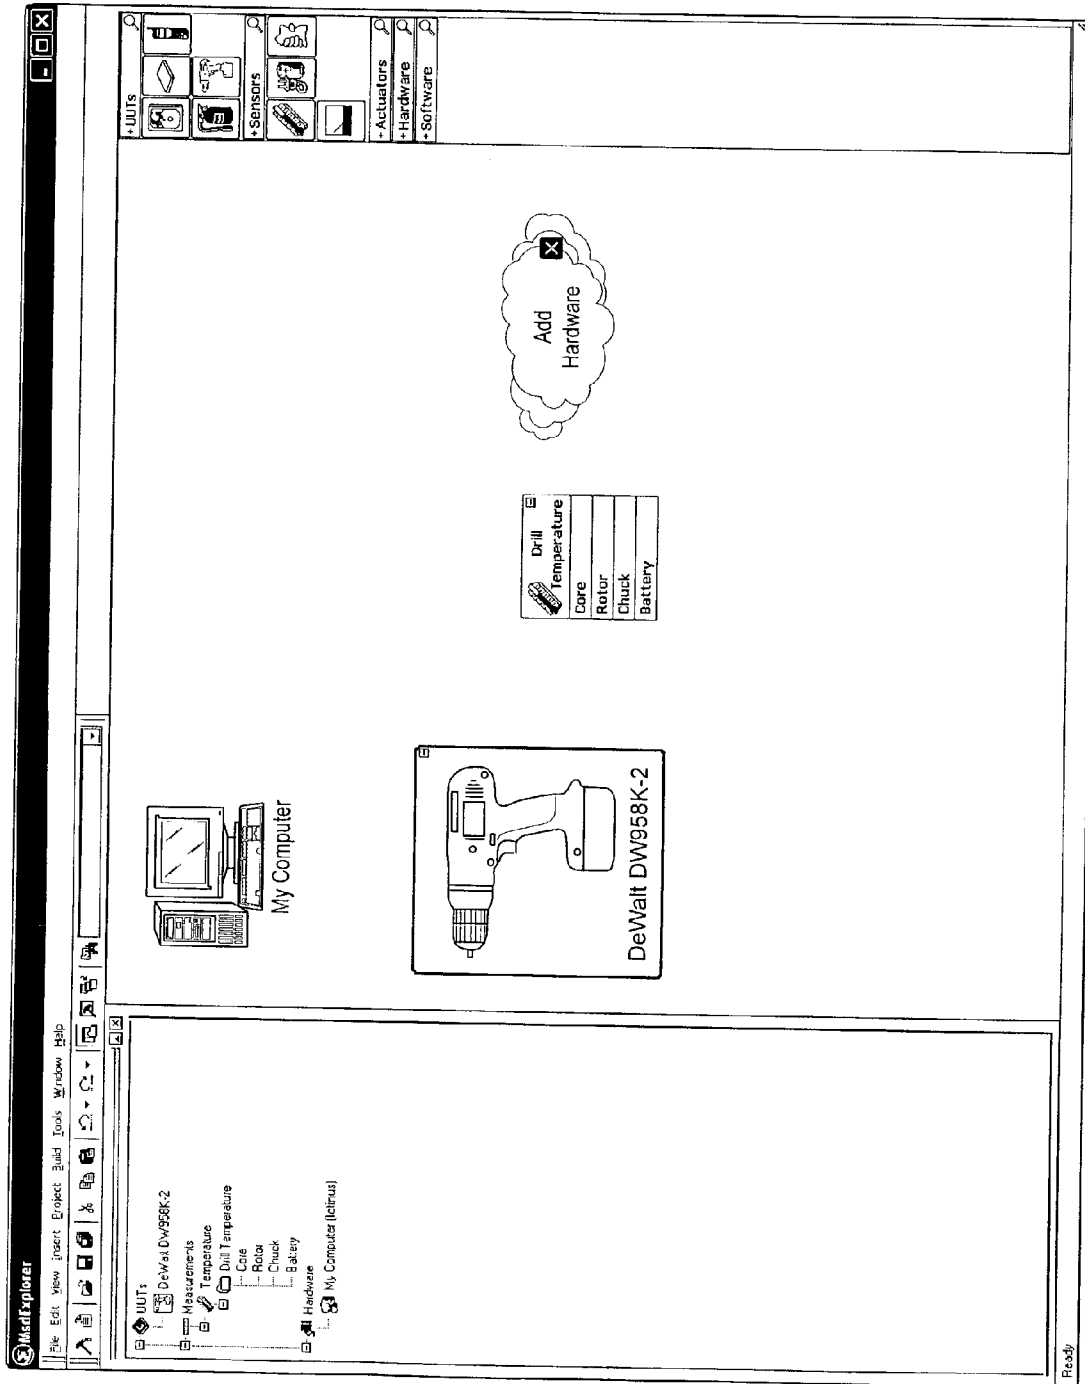 MsdExplorer
File Edit View Insert Project Build Tools Window Help
UUTs
DeWalt DW958K-2
Measurements
Temperature
Drill Temperature
Core
Rotor
Chuck
Battery
Hardware
My Computer
My Computer
DeWalt DW958K-2
Drill
Temperature
Core
Rotor
Chuck
Battery
Add
Hardware
+UUTs
+Sensors
+Actuators
+Hardware
+Software
Ready